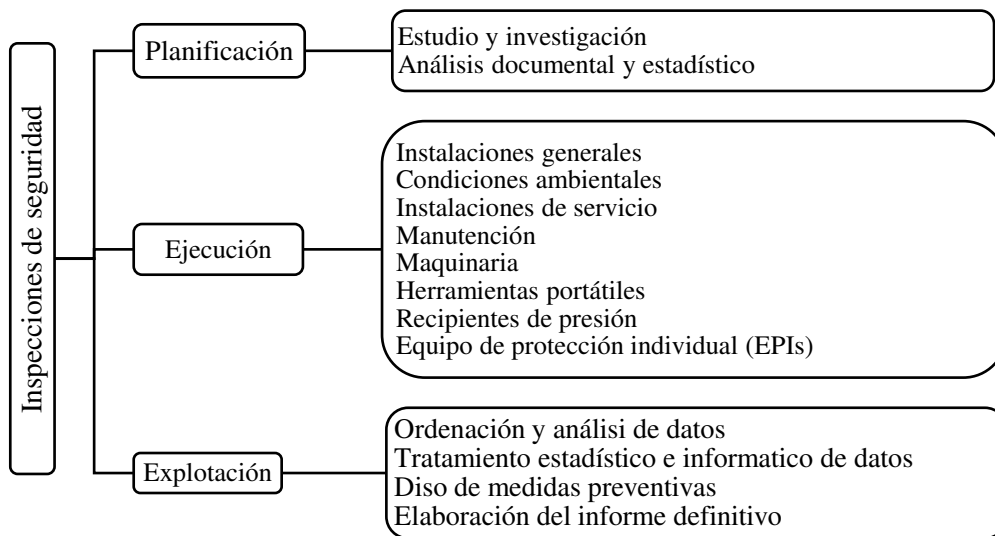 Inspecciones de seguridad
Planificación
Estudio y investigación
Análisis documental y estadístico
Ejecución
Instalaciones generales
Condiciones ambientales
Instalaciones de servicio
Manutención
Maquinaria
Herramientas portátiles
Recipientes de presión
Equipo de protección individual (EPIs)
Explotación
Ordenación y análisi de datos
Tratamiento estadístico e informatico de datos
Diso de medidas preventivas
Elaboración del informe definitivo